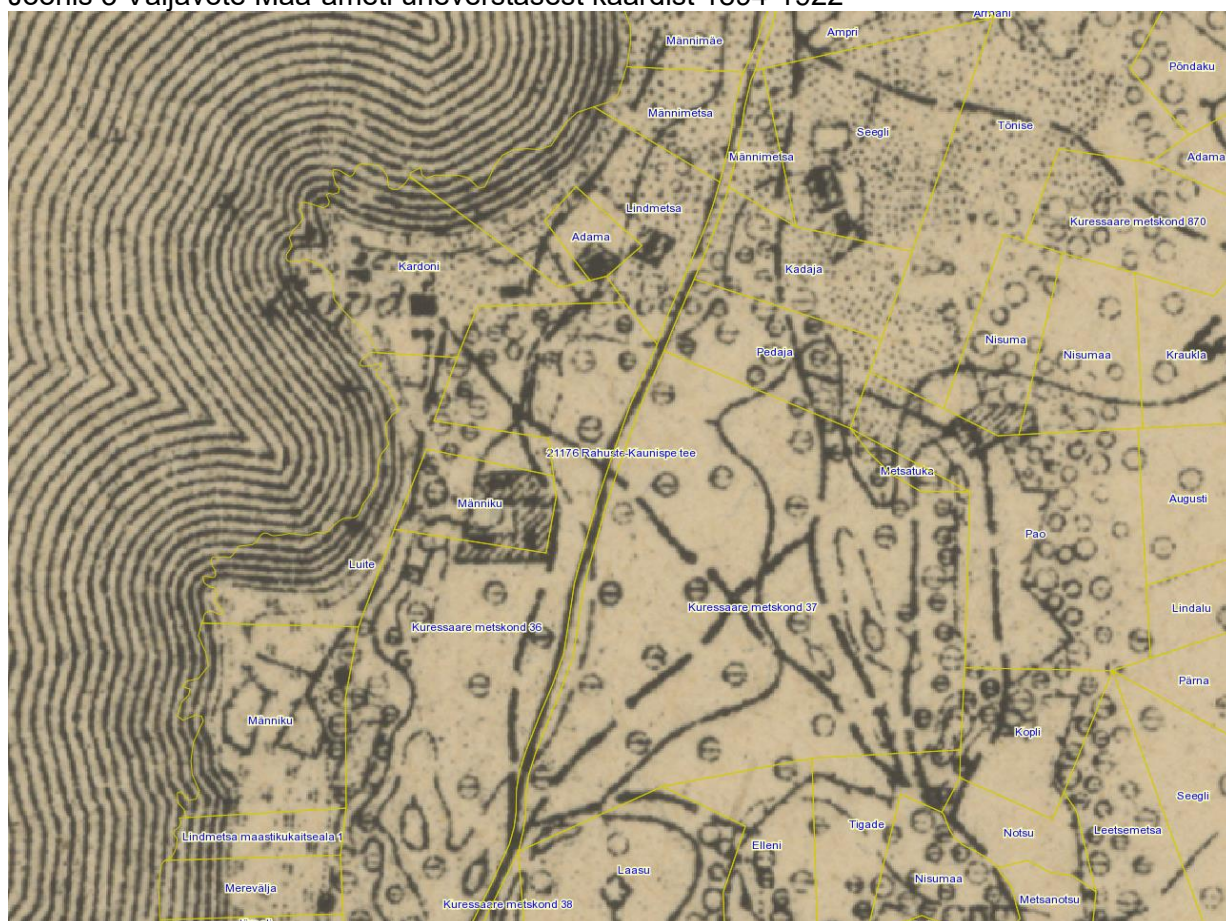 Joonis 3 Väljavõte Maa-ameti üheverstasest kaardist 1894-1922
Armani
Ampri
Männimäe
Põndaku
Männimetsa
Tõnise
Seegli
Männimetsa
Adama
Lindmetsa
Kuressaare metskond 870
Adama
Kardoni
Kadaja
Nisuma
Pedaja
Nisumaa
Kraukla
21176 Rahuste-Kaunispe tee
Metsatuka
Augusti
Männiku
Pao
Luite
Kuressaare metskond 37
Lindalu
Kuressaare metskond 36
Pärna
Männiku
Kopli
Seegli
Lindmetsa maastikukaitseala 1
Tigade
Notsu
Leetsemetsa
Elleni
Laasu
Nisumaa
Merevälja
Metsanotsu
Kuressaare metskond 38